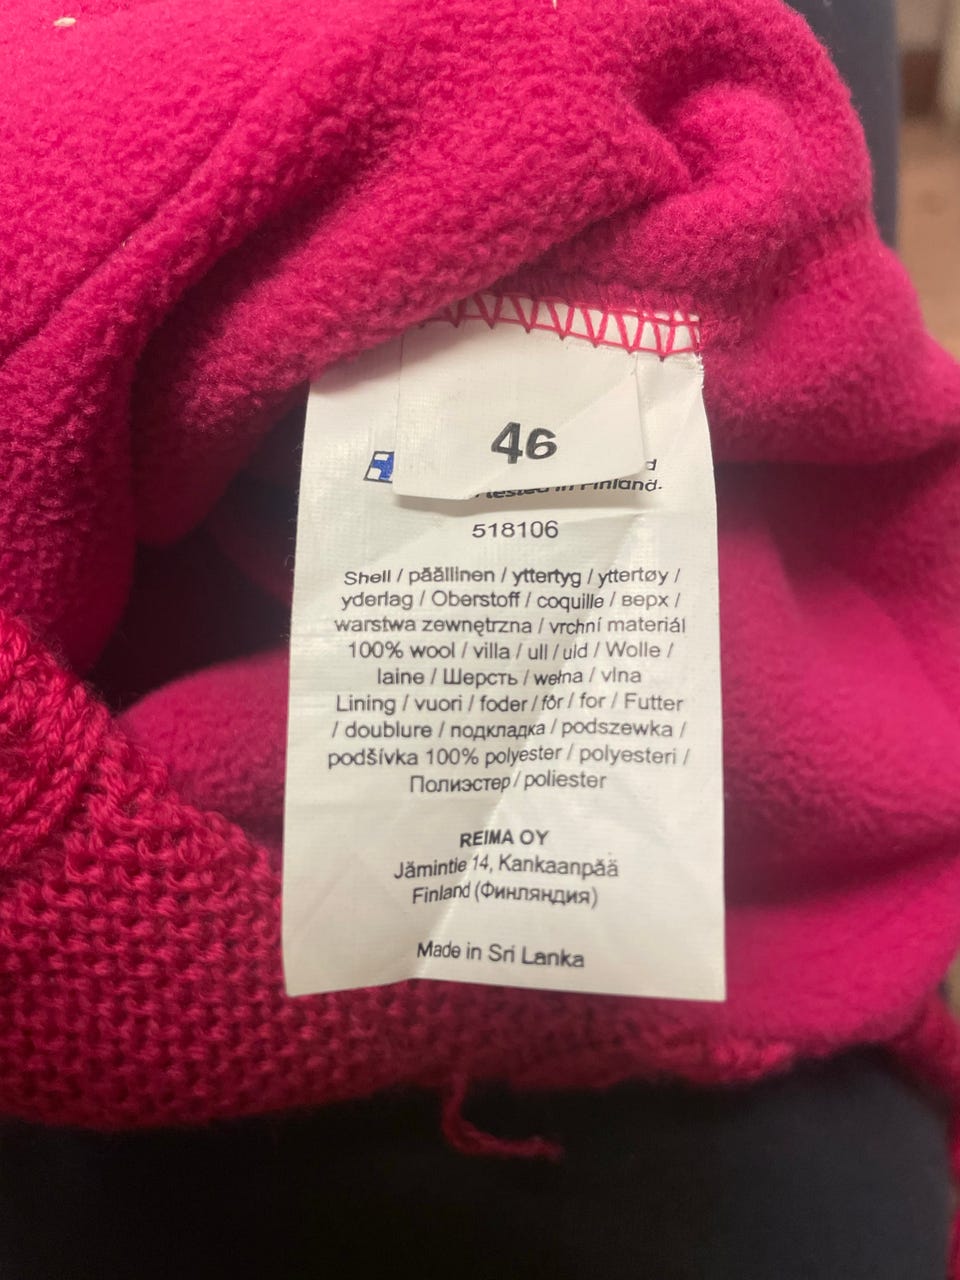 46
d
tested in Finland.
518106
Shell / päällinen / yttertyg / yttertøy /
yderlag / Oberstoff / coquille / верх /
warstwa zewnętrzna / vrchní materiál
100% wool / villa / ull / uld / Wolle /
laine / Шерсть / wełna / vlna
Lining / vuori / foder / fôr / for / Futter
/ doublure / подкладка / podszewka /
podšívka 100% polyester / polyesteri /
Полиэстер / poliester
REIMA OY
Jämintie 14, Kankaanpää
Finland (Финляндия)
Made in Sri Lanka